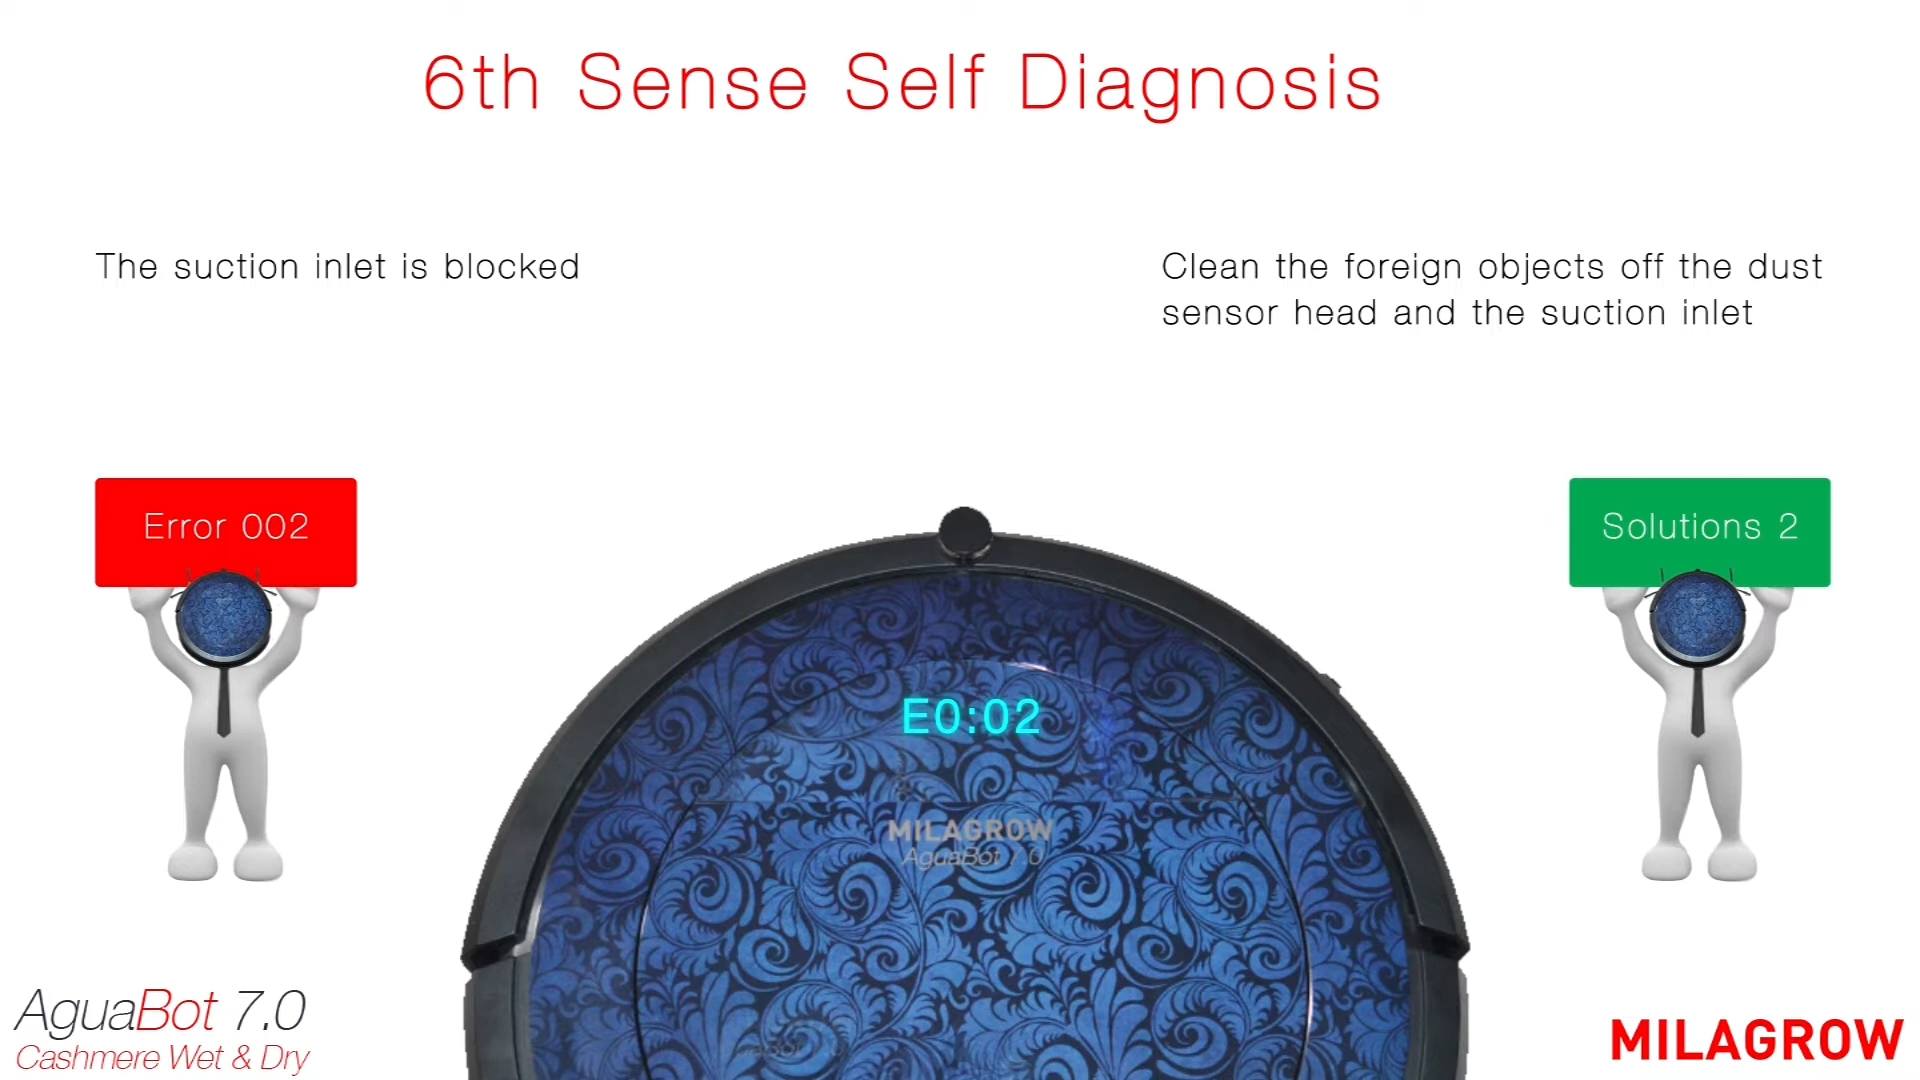 6th Sense Self Diagnosis
The suction inlet is blocked
Clean the foreign objects off the dust
sensor head and the suction inlet
Error 002
Solutions 2
E0:02
MILAGROW
AguaBot 7.0
AguaBot 7.0
Cashmere Wet & Dry
MILAGROW